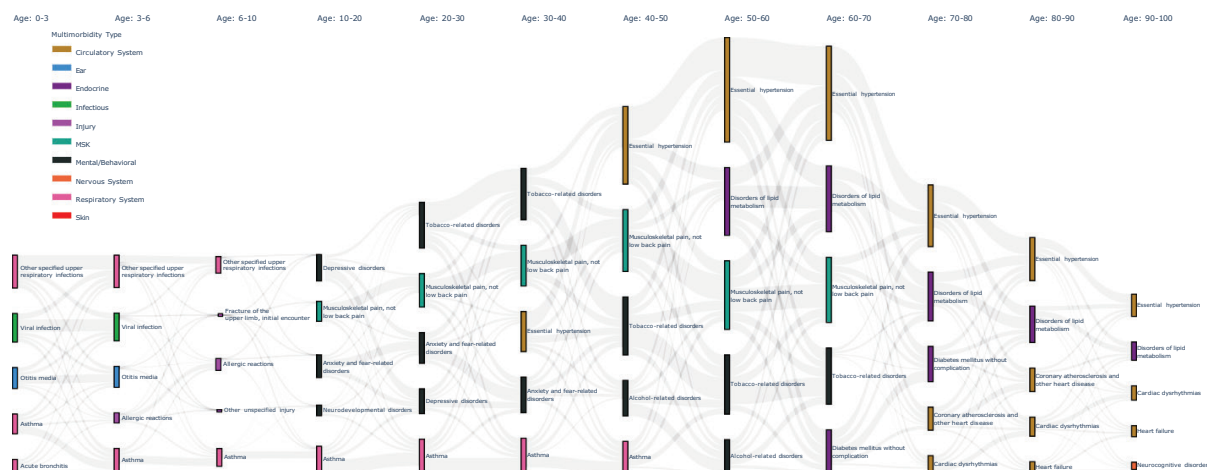 Age: 0-3
Age: 3-6
Age: 6-10
Age: 10-20
Age: 20-30
Age: 30-40
Age: 40-50
Age: 50-60
Age: 60-70
Age: 70-80
Age: 80-90
Age: 90-100
Multimorbidity Type
Circulatory System
Ear
Endocrine
Infectious
Injury
MSK
Mental/Behavioral
Nervous System
Respiratory System
Skin
Other specified upper
respiratory infections
Viral infection
Otitis media
Asthma
Acute bronchitis
Other specified upper
respiratory infections
Viral infection
Otitis media
Allergic reactions
Asthma
Other specified upper
respiratory infections
Fracture of the
upper limb, initial encounter
Allergic reactions
Other unspecified injury
Asthma
Depressive disorders
Musculoskeletal pain, not
low back pain
Anxiety and fear-related
disorders
Neurodevelopmental disorders
Asthma
Tobacco-related disorders
Musculoskeletal pain, not
low back pain
Anxiety and fear-related
disorders
Depressive disorders
Asthma
Tobacco-related disorders
Musculoskeletal pain, not
low back pain
Essential hypertension
Anxiety and fear-related
disorders
Asthma
Essential hypertension
Musculoskeletal pain, not
low back pain
Tobacco-related disorders
Alcohol-related disorders
Asthma
Essential hypertension
Disorders of lipid
metabolism
Musculoskeletal pain, not
low back pain
Tobacco-related disorders
Alcohol-related disorders
Essential hypertension
Disorders of lipid
metabolism
Musculoskeletal pain, not
low back pain
Tobacco-related disorders
Diabetes mellitus without
complication
Essential hypertension
Disorders of lipid
metabolism
Diabetes mellitus without
complication
Coronary atherosclerosis and
other heart disease
Cardiac dysrhythmias
Essential hypertension
Disorders of lipid
metabolism
Coronary atherosclerosis and
other heart disease
Cardiac dysrhythmias
Heart failure
Essential hypertension
Disorders of lipid
metabolism
Cardiac dysrhythmias
Heart failure
Neurocognitive disorder